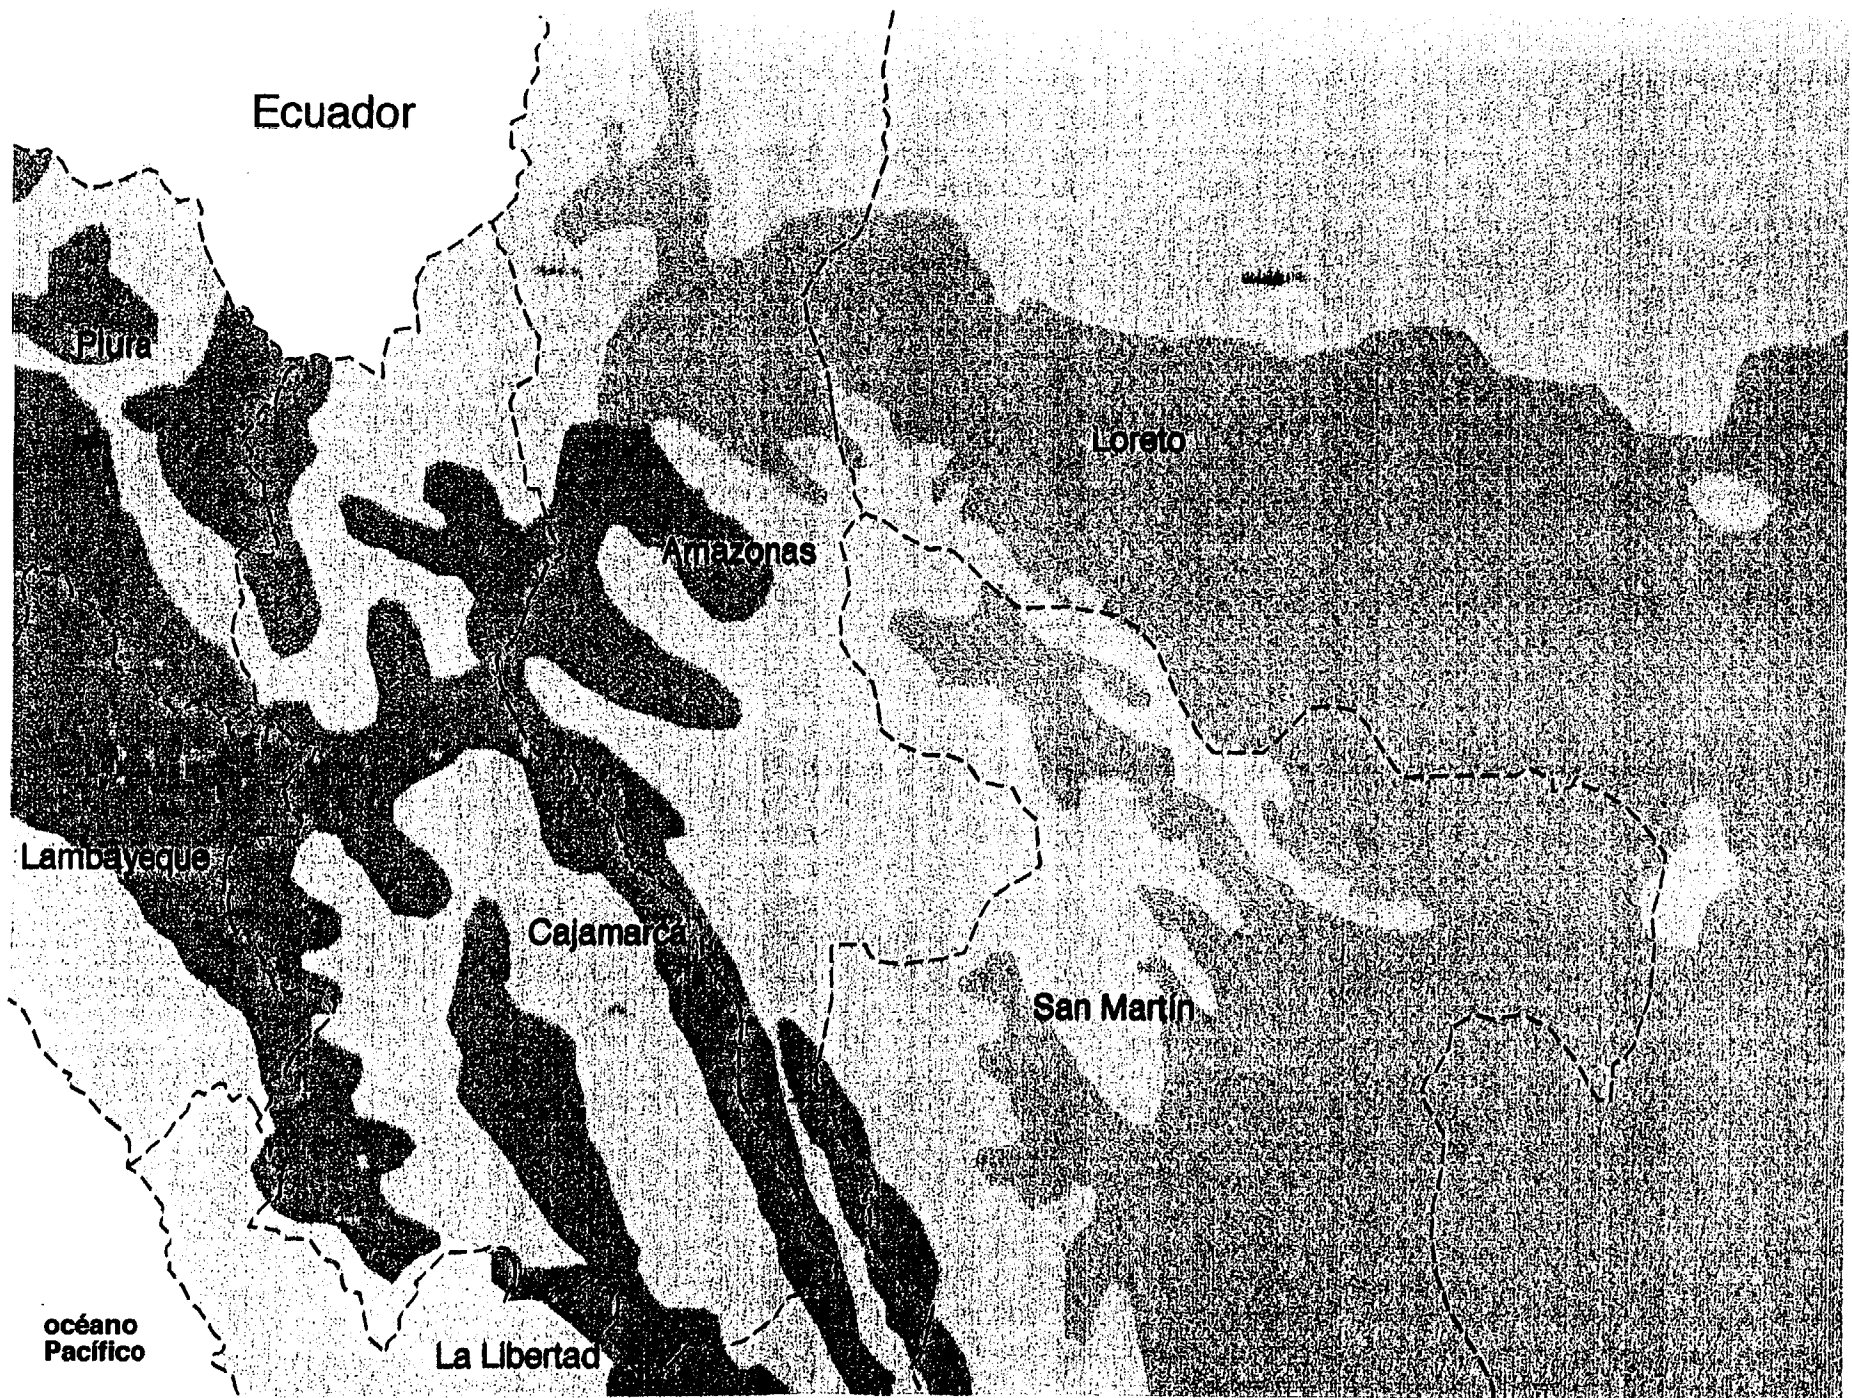 Ecuador
Piura
Loreto
Amazonas
Lambayeque
Cajamarca
San Martín
océano
Pacífico
La Libertad